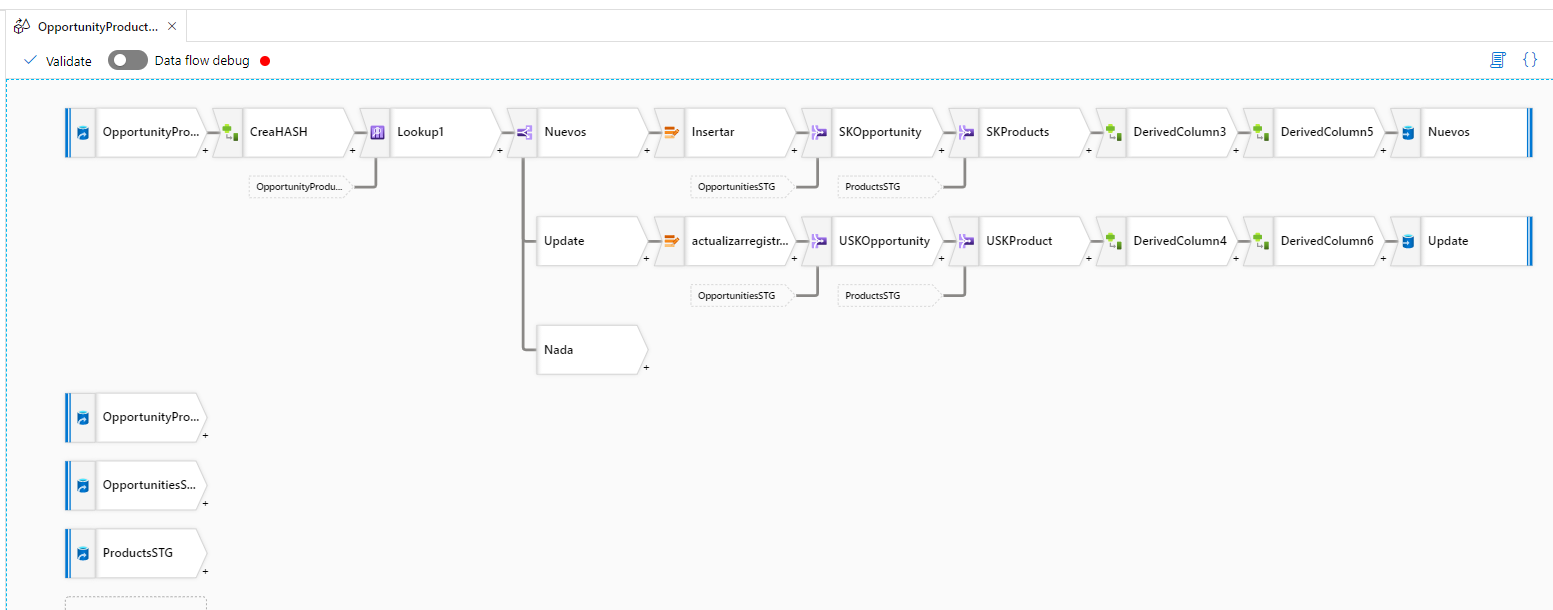 OpportunityProduct...
Validate
Data flow debug
OpportunityPro...
CreaHASH
Lookup1
Nuevos
Insertar
SKOpportunity
SKProducts
DerivedColumn3
DerivedColumn5
Nuevos
OpportunityProdu...
OpportunitiesSTG
ProductsSTG
Update
actualizarregistr...
USKOpportunity
USKProduct
DerivedColumn4
DerivedColumn6
Update
OpportunitiesSTG
ProductsSTG
Nada
OpportunityPro...
OpportunitiesS...
ProductsSTG